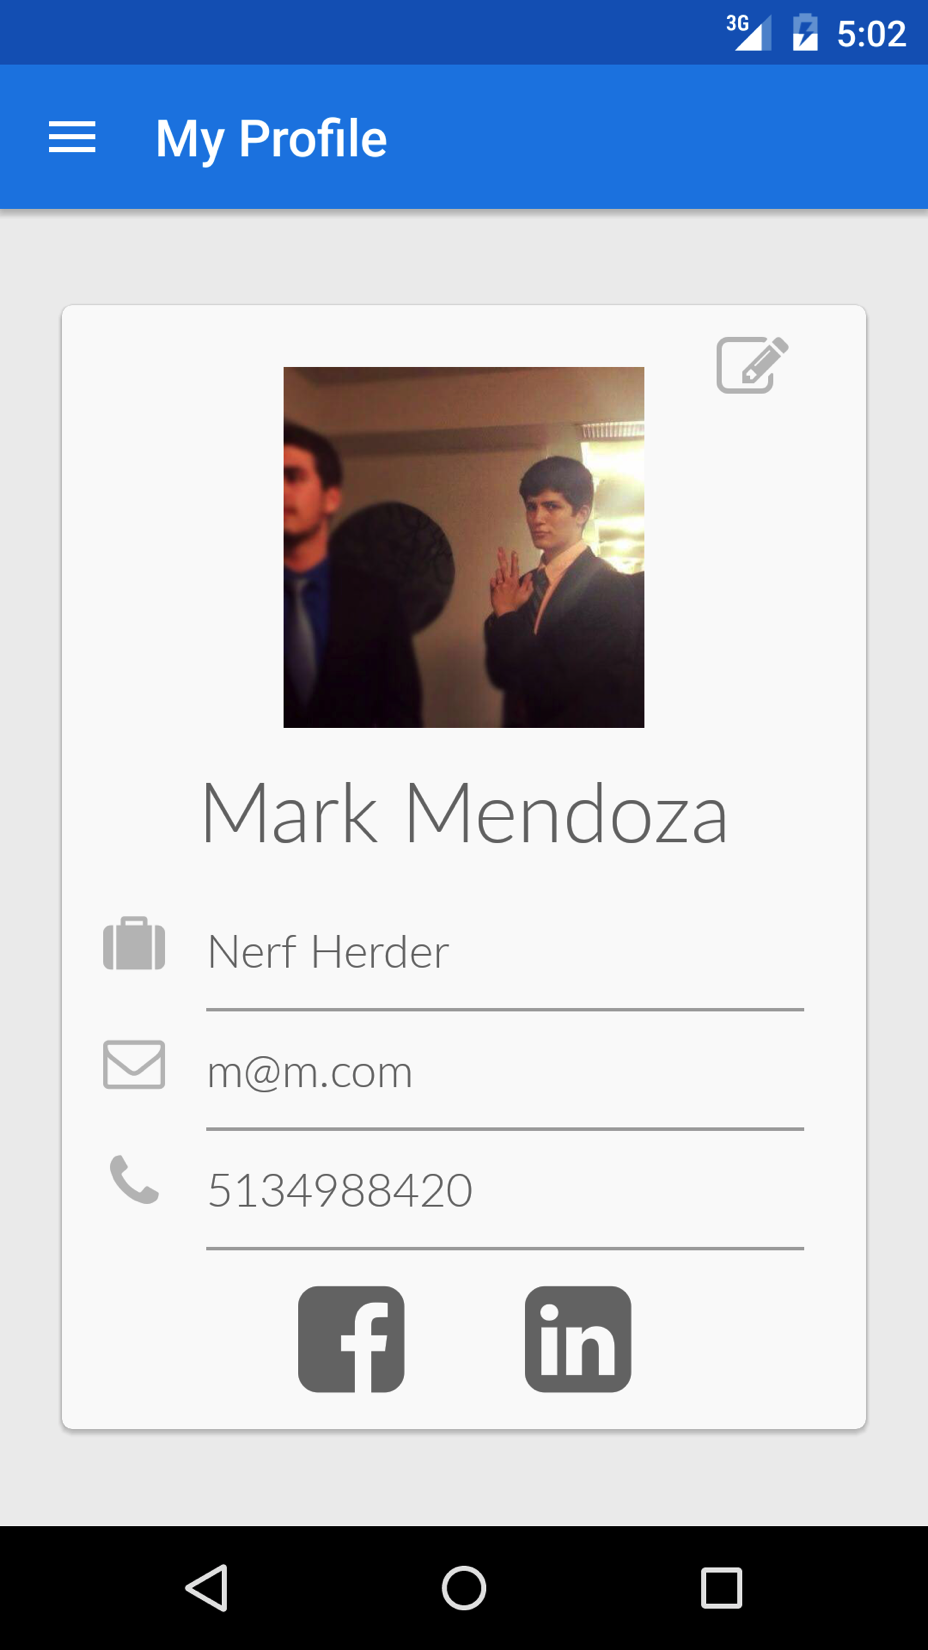 3G 5:02
My Profile
Mark Mendoza
Nerf Herder
m@m.com
5134988420
f in